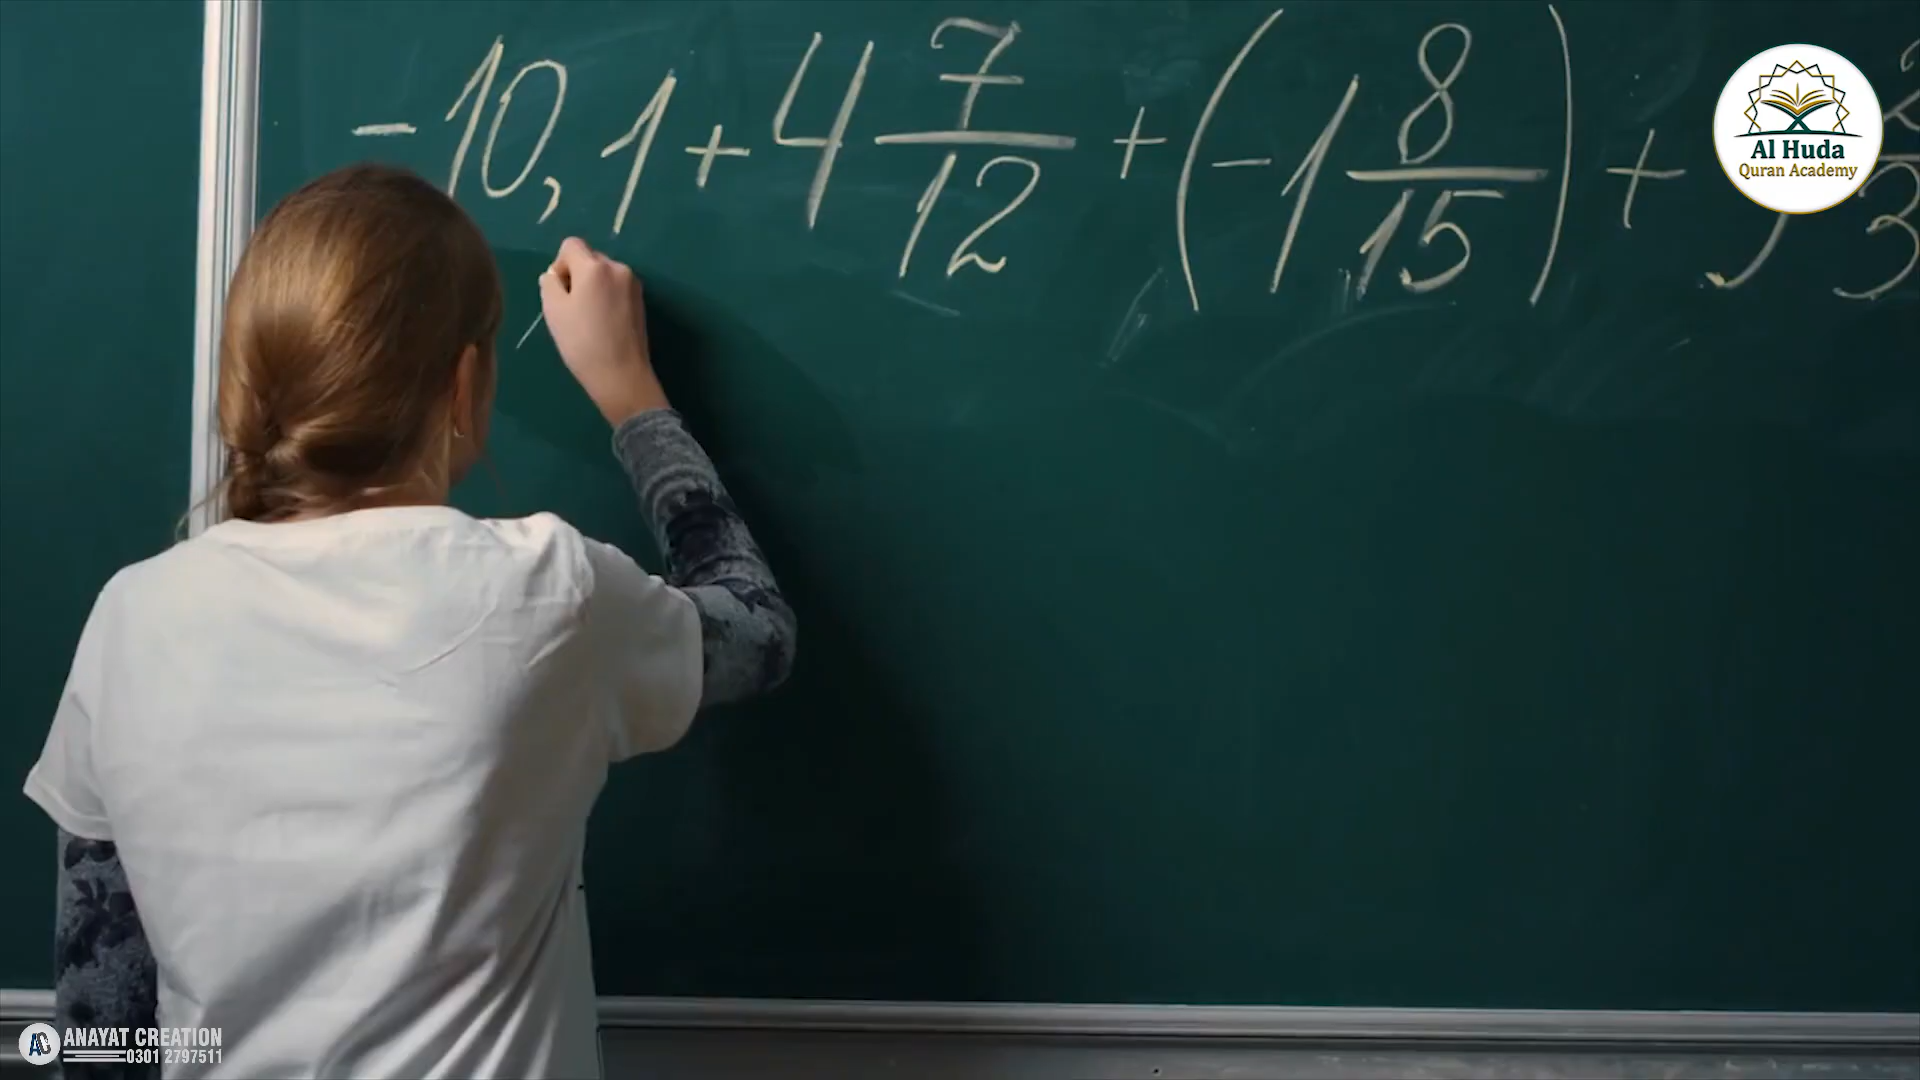 -10,1 + 4 7/12 + (-1 8/15) +
Al Huda
Quran Academy
ANAYAT CREATION
0301 2797511